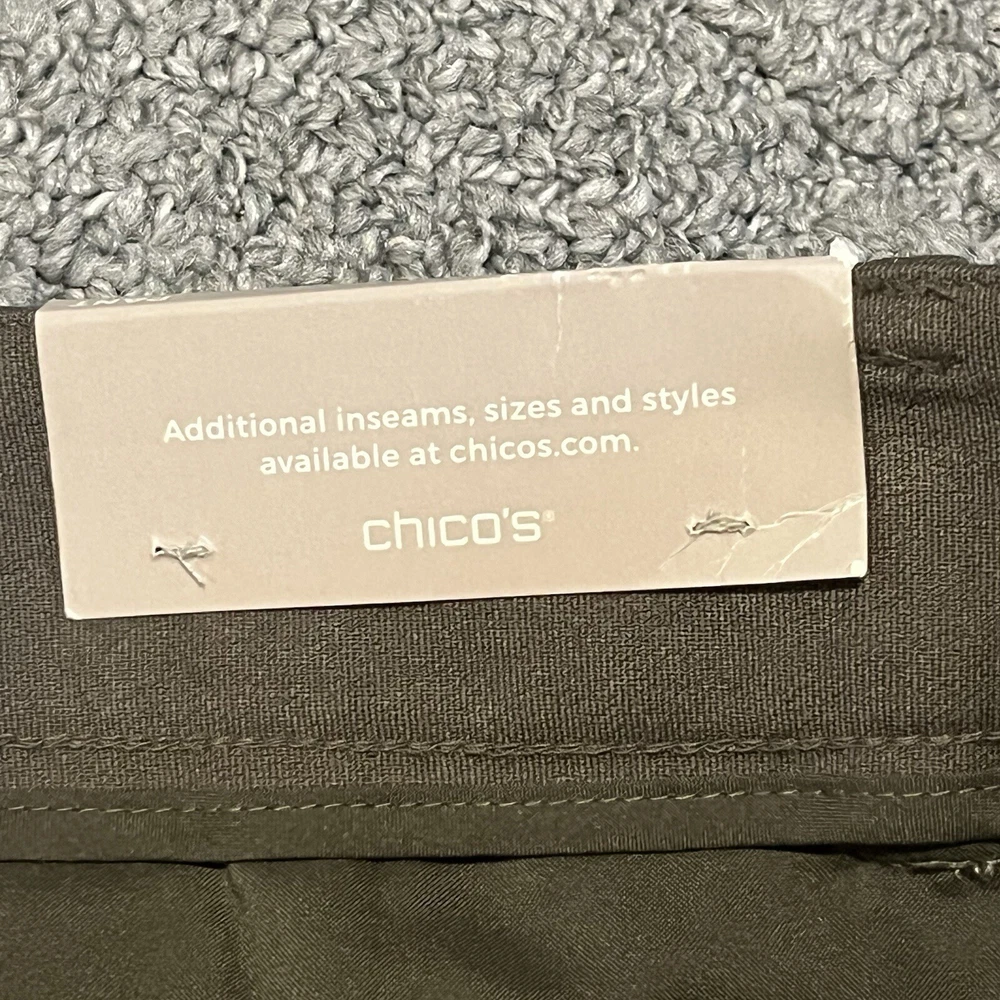 Additional inseams, sizes and styles
available at chicos.com.
chico's®